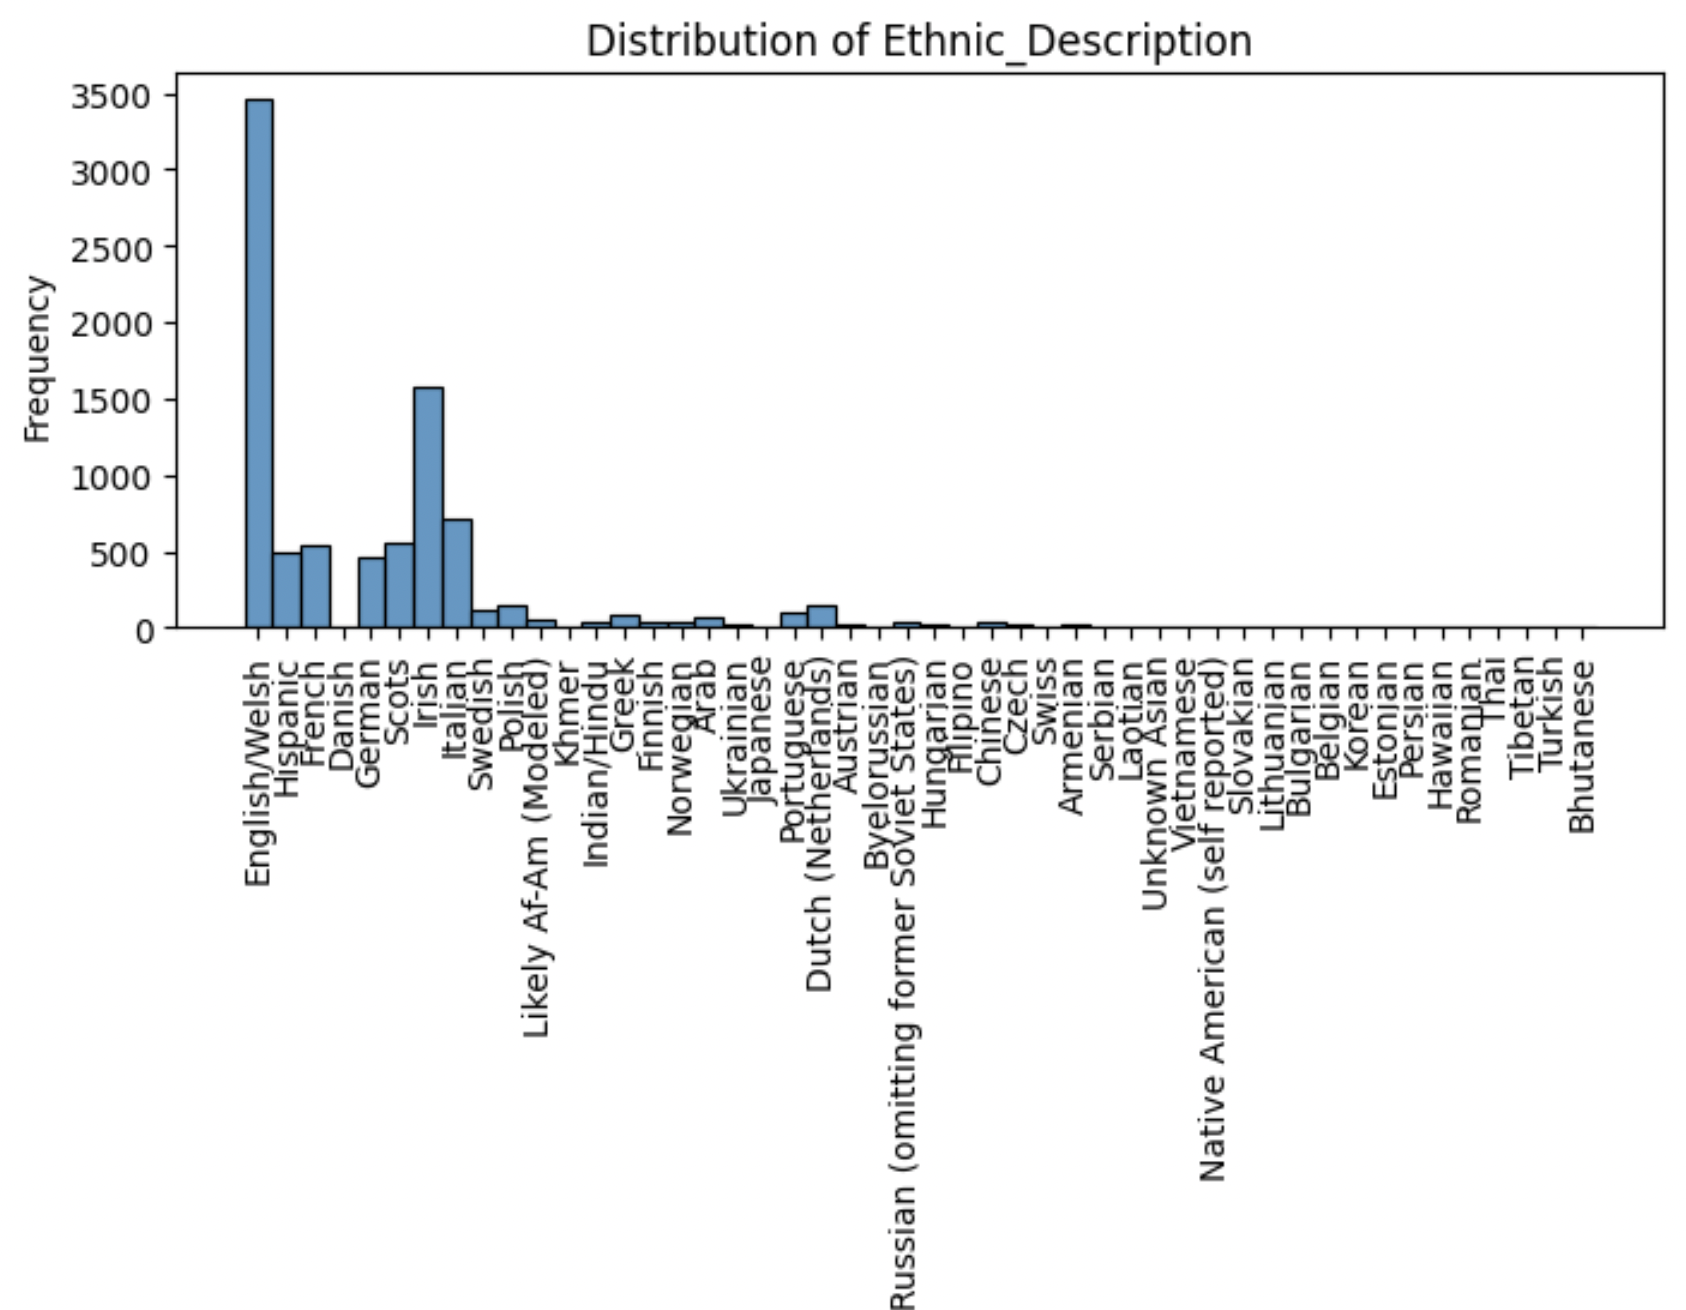 Distribution of Ethnic_Description
Frequency
3500
3000
2500
2000
1500
1000
500
0
English/Welsh
Hispanic
French
Danish
German
Scots
Irish
Italian
Swedish
Polish
Likely Af-Am (Modeled)
Khmer
Indian/Hindu
Greek
Finnish
Norwegian
Arab
Ukrainian
Japanese
Portuguese
Dutch (Netherlands)
Austrian
Byelorussian
Russian (omitting former Soviet States)
Hungarian
Filipino
Chinese
Czech
Swiss
Armenian
Serbian
Laotian
Unknown Asian
Vietnamese
Native American (self reported)
Slovakian
Lithuanian
Bulgarian
Belgian
Korean
Estonian
Persian
Hawaiian
Romanian
Thai
Tibetan
Turkish
Bhutanese